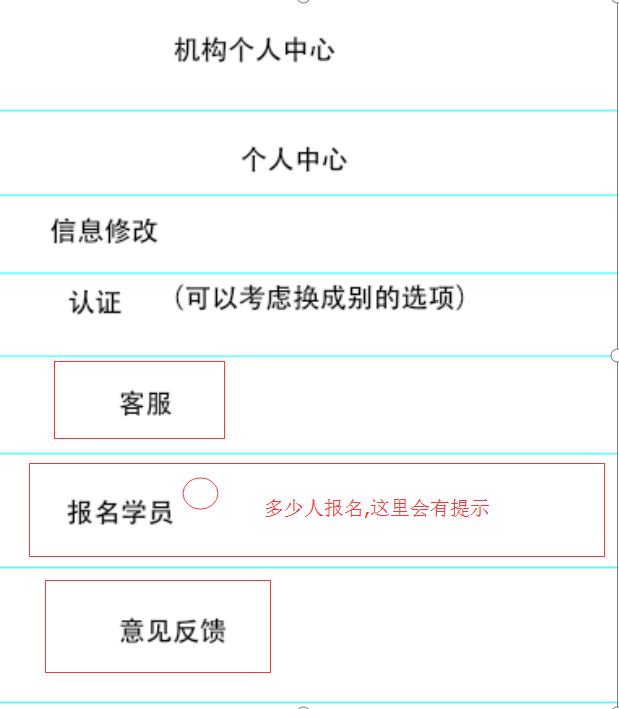 机构个人中心
个人中心
信息修改
认证 (可以考虑换成别的选项)
客服
报名学员 多少人报名,这里会有提示
意见反馈